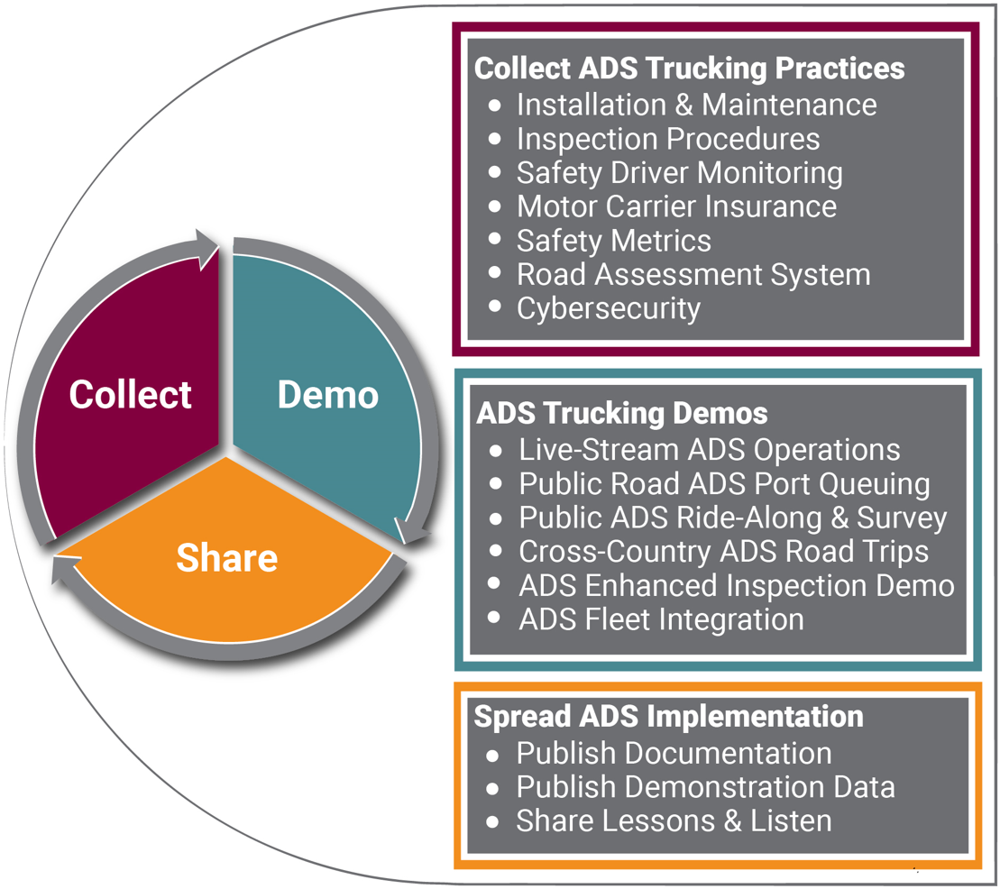 Collect
Demo
Share
Collect ADS Trucking Practices
• Installation & Maintenance
• Inspection Procedures
• Safety Driver Monitoring
• Motor Carrier Insurance
• Safety Metrics
• Road Assessment System
• Cybersecurity
ADS Trucking Demos
• Live-Stream ADS Operations
• Public Road ADS Port Queuing
• Public ADS Ride-Along & Survey
• Cross-Country ADS Road Trips
• ADS Enhanced Inspection Demo
• ADS Fleet Integration
Spread ADS Implementation
• Publish Documentation
• Publish Demonstration Data
• Share Lessons & Listen